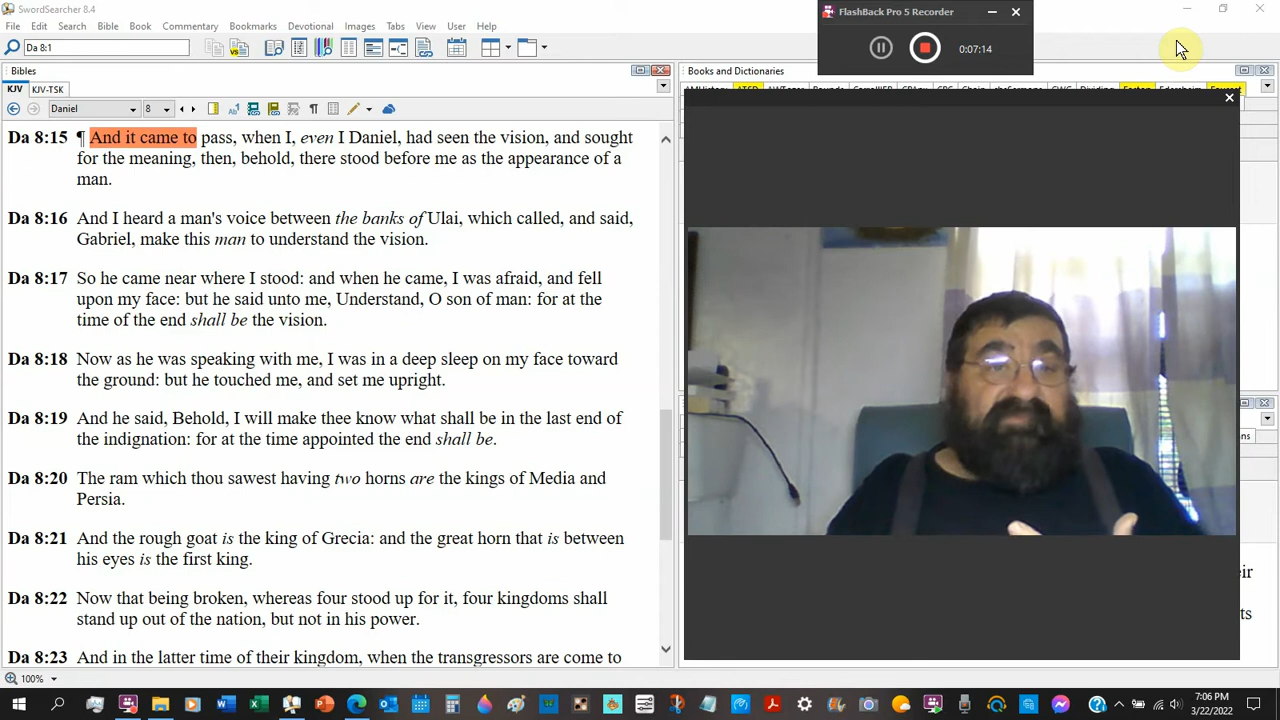 SwordSearcher 8.4
FlashBack Pro 5 Recorder
File Edit Search Bible Book Commentary Bookmarks Devotional Images Tabs View User Help
Da 8:1
VS
0:07:14
Bibles
Books and Dictionaries
KJV KJV-TSK
Daniel 8
Da 8:15 ¶ And it came to pass, when I, even I Daniel, had seen the vision, and sought
for the meaning, then, behold, there stood before me as the appearance of a
man.
Da 8:16 And I heard a man's voice between the banks of Ulai, which called, and said,
Gabriel, make this man to understand the vision.
Da 8:17 So he came near where I stood: and when he came, I was afraid, and fell
upon my face: but he said unto me, Understand, O son of man: for at the
time of the end shall be the vision.
Da 8:18 Now as he was speaking with me, I was in a deep sleep on my face toward
the ground: but he touched me, and set me upright.
Da 8:19 And he said, Behold, I will make thee know what shall be in the last end of
the indignation: for at the time appointed the end shall be.
Da 8:20 The ram which thou sawest having two horns are the kings of Media and
Persia.
Da 8:21 And the rough goat is the king of Grecia: and the great horn that is between
his eyes is the first king.
Da 8:22 Now that being broken, whereas four stood up for it, four kingdoms shall
stand up out of the nation, but not in his power.
Da 8:23 And in the latter time of their kingdom, when the transgressors are come to
100%
7:06 PM
3/22/2022